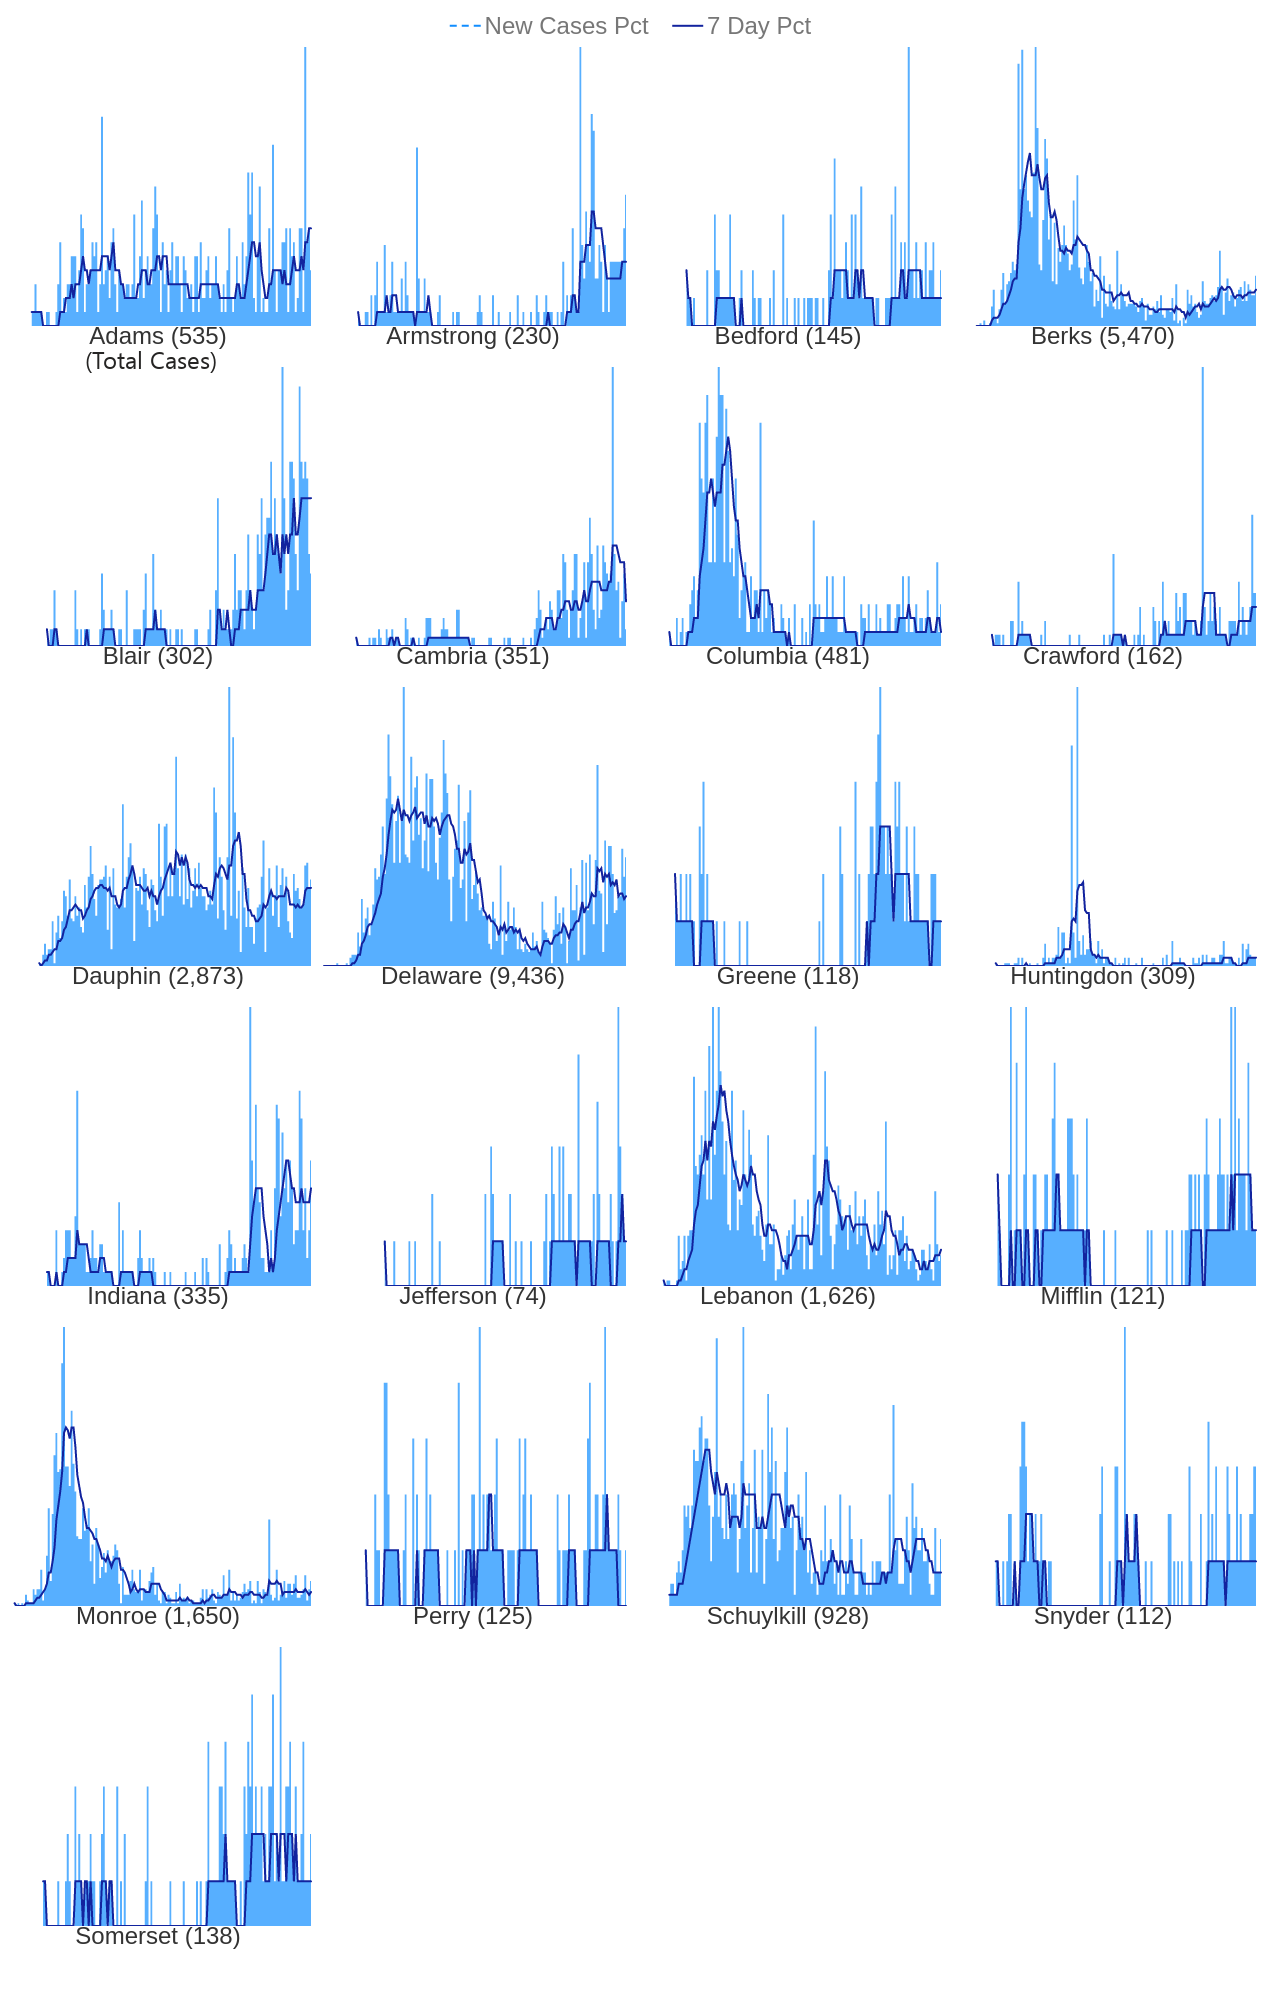 New Cases Pct 7 Day Pct
Adams (535) Armstrong (230) Bedford (145) Berks (5,470)
(Total Cases)
Blair (302) Cambria (351) Columbia (481) Crawford (162)
Dauphin (2,873) Delaware (9,436) Greene (118) Huntingdon (309)
Indiana (335) Jefferson (74) Lebanon (1,626) Mifflin (121)
Monroe (1,650) Perry (125) Schuylkill (928) Snyder (112)
Somerset (138)